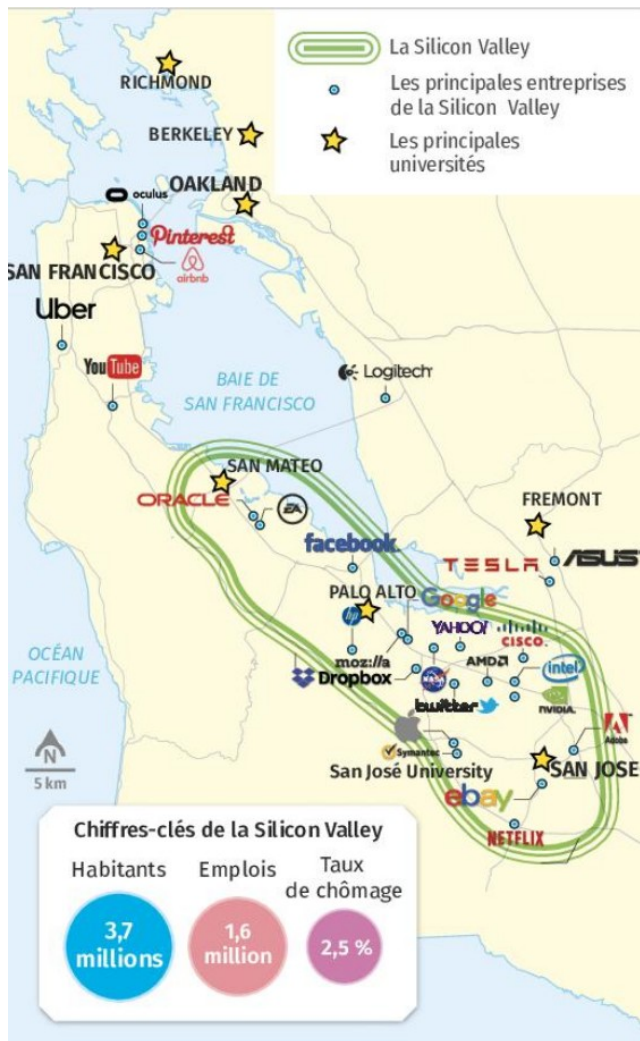 La Silicon Valley
Les principales entreprises
de la Silicon Valley
Les principales
universités
RICHMOND
BERKELEY
OAKLAND
oculus
Pinterest
SAN FRANCISCO
airbnb
Uber
YouTube
BAIE DE
SAN FRANCISCO
Logitech
SAN MATEO
ORACLE
EA
FREMONT
facebook
TESLA
ASUS
PALO ALTO
Google
hp
YAHOO!
CISCO
moz://a
AMD
intel
Dropbox
NASA
twitter
NVIDIA
OCÉAN
PACIFIQUE
Adobe
Symantec
San José University
SAN JOSE
ebay
NETFLIX
N
5 km
Chiffres-clés de la Silicon Valley
Habitants
Emplois
Taux
de chômage
3,7
millions
1,6
million
2,5 %